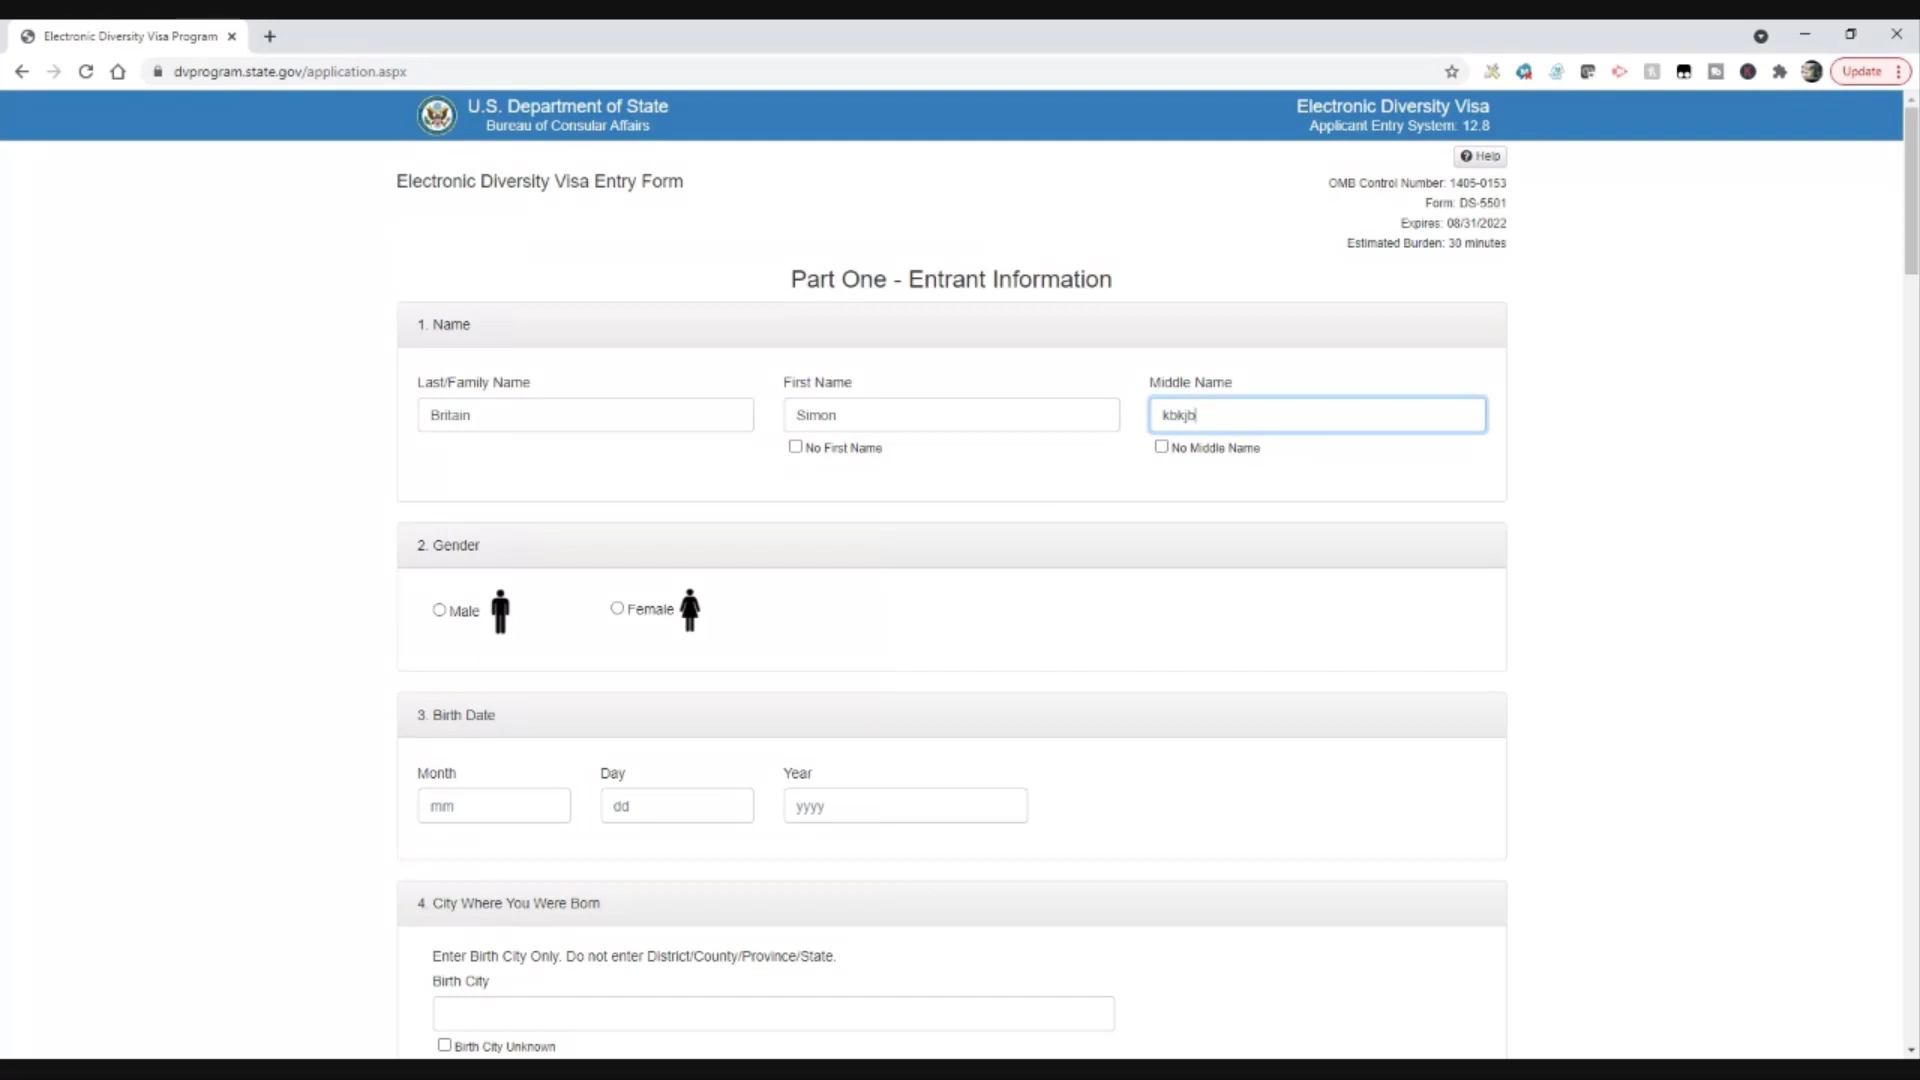 Electronic Diversity Visa Program
dvprogram.state.gov/application.aspx
Update
U.S. Department of State
Bureau of Consular Affairs
Electronic Diversity Visa
Applicant Entry System: 12.8
Help
Electronic Diversity Visa Entry Form
OMB Control Number: 1405-0153
Form: DS-5501
Expires: 08/31/2022
Estimated Burden: 30 minutes
Part One - Entrant Information
1. Name
Last/Family Name First Name Middle Name
Britain Simon kbkjb
No First Name No Middle Name
2. Gender
Male Female
3. Birth Date
Month Day Year
mm dd yyyy
4. City Where You Were Born
Enter Birth City Only. Do not enter District/County/Province/State.
Birth City
Birth City Unknown